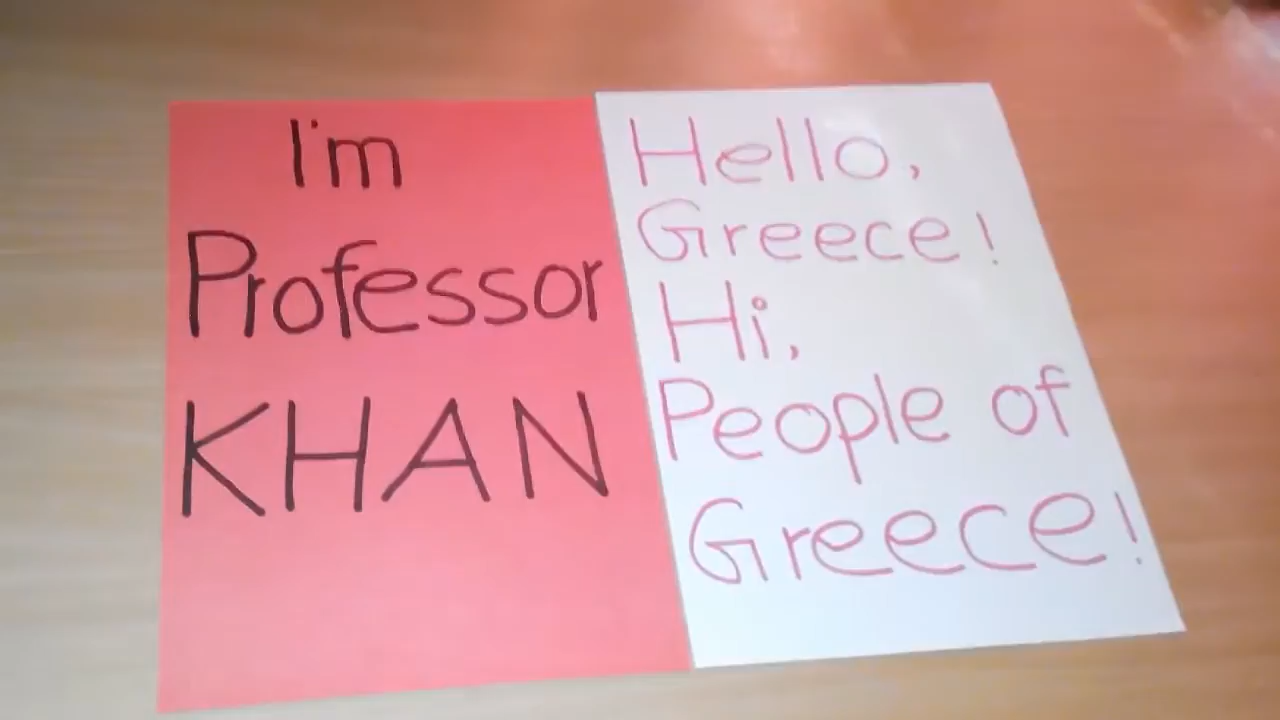 I'm
Professor
KHAN
Hello,
Greece!
Hi,
People of
Greece!